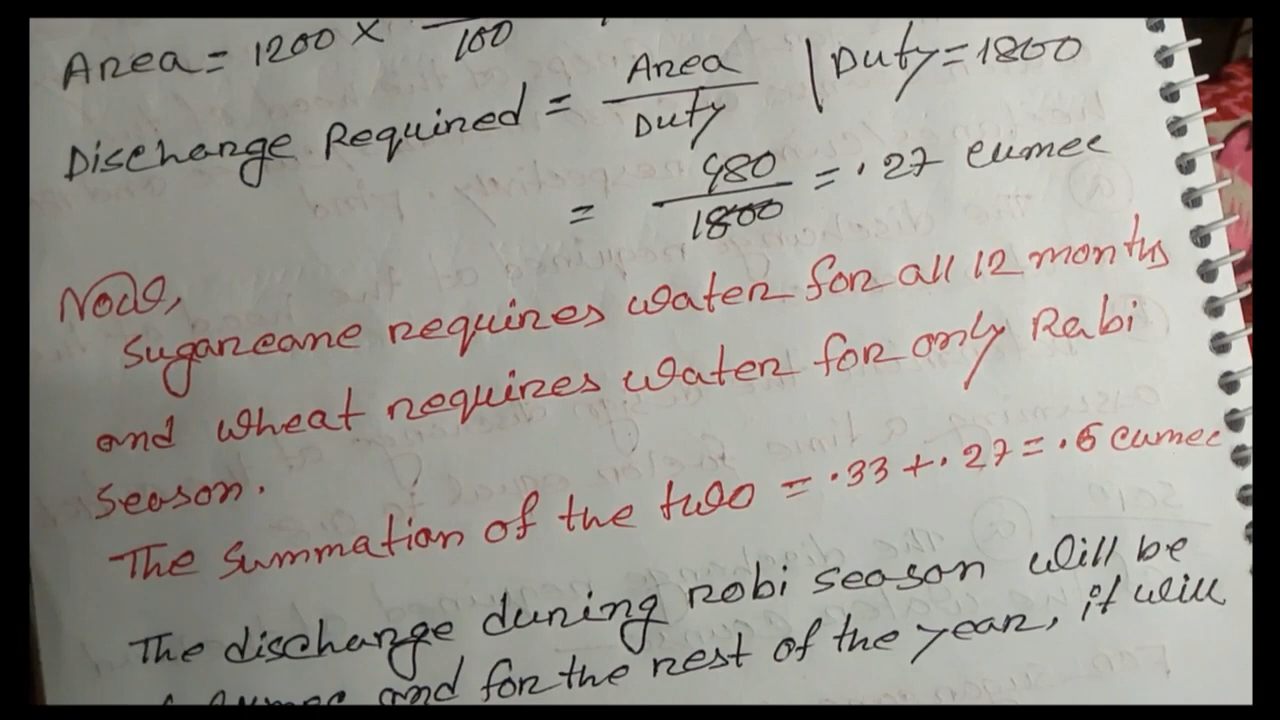 Area = 1200 × /100
Discharge Required = Area/Duty | Duty = 1800
= 480/1800 = .27 cumec
Now,
Sugarcane requires water for all 12 months
and wheat requires water for only Rabi
Season.
The summation of the two = .33 + .27 = .6 cumec
The discharge during robi season will be
and for the rest of the year, it will